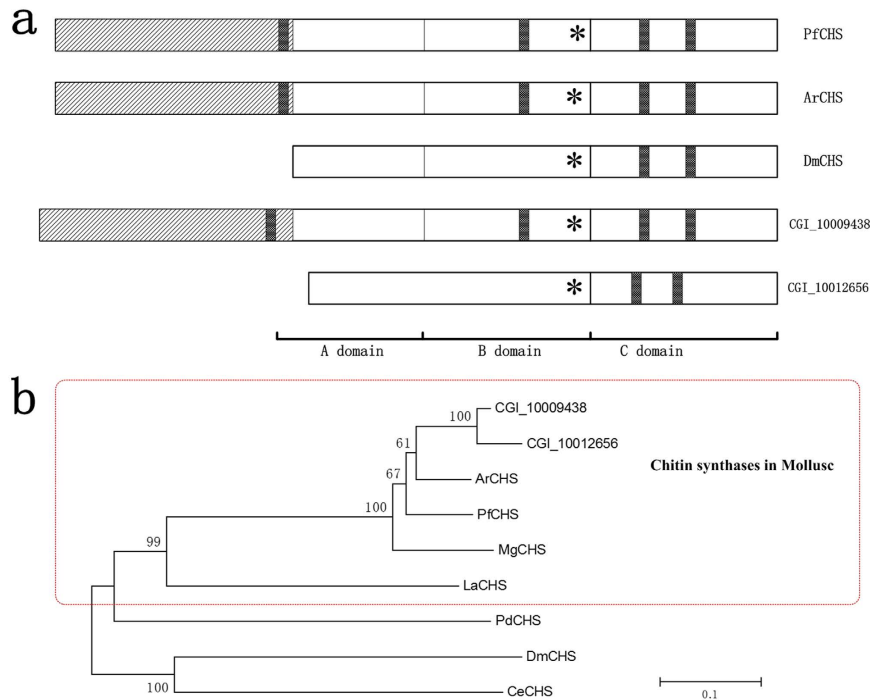 a
PfCHS
*
ArCHS
*
DmCHS
*
CGI_10009438
*
CGI_10012656
*
A domain B domain C domain
b
CGI_10009438
100
CGI_10012656
61
Chitin synthases in Mollusc
ArCHS
67
PfCHS
100
MgCHS
99
LaCHS
PdCHS
DmCHS
100
CeCHS
0.1